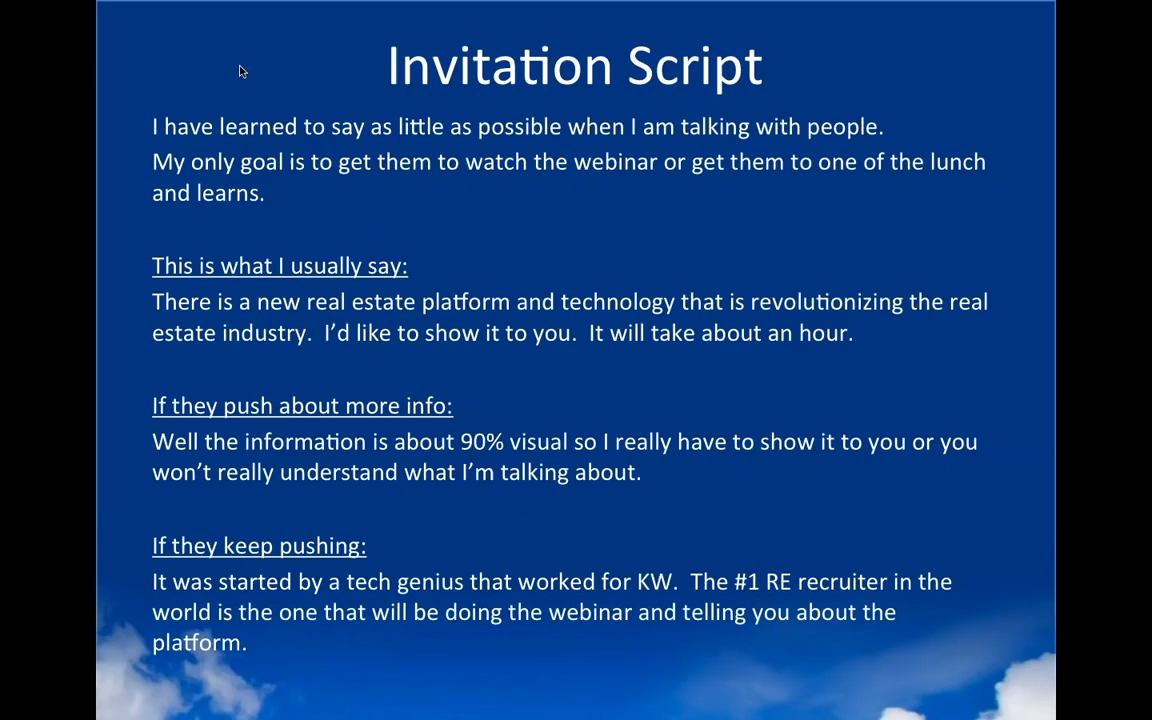 Invitation Script
I have learned to say as little as possible when I am talking with people.
My only goal is to get them to watch the webinar or get them to one of the lunch
and learns.
This is what I usually say:
There is a new real estate platform and technology that is revolutionizing the real
estate industry.  I'd like to show it to you.  It will take about an hour.
If they push about more info:
Well the information is about 90% visual so I really have to show it to you or you
won't really understand what I'm talking about.
If they keep pushing:
It was started by a tech genius that worked for KW.  The #1 RE recruiter in the
world is the one that will be doing the webinar and telling you about the
platform.